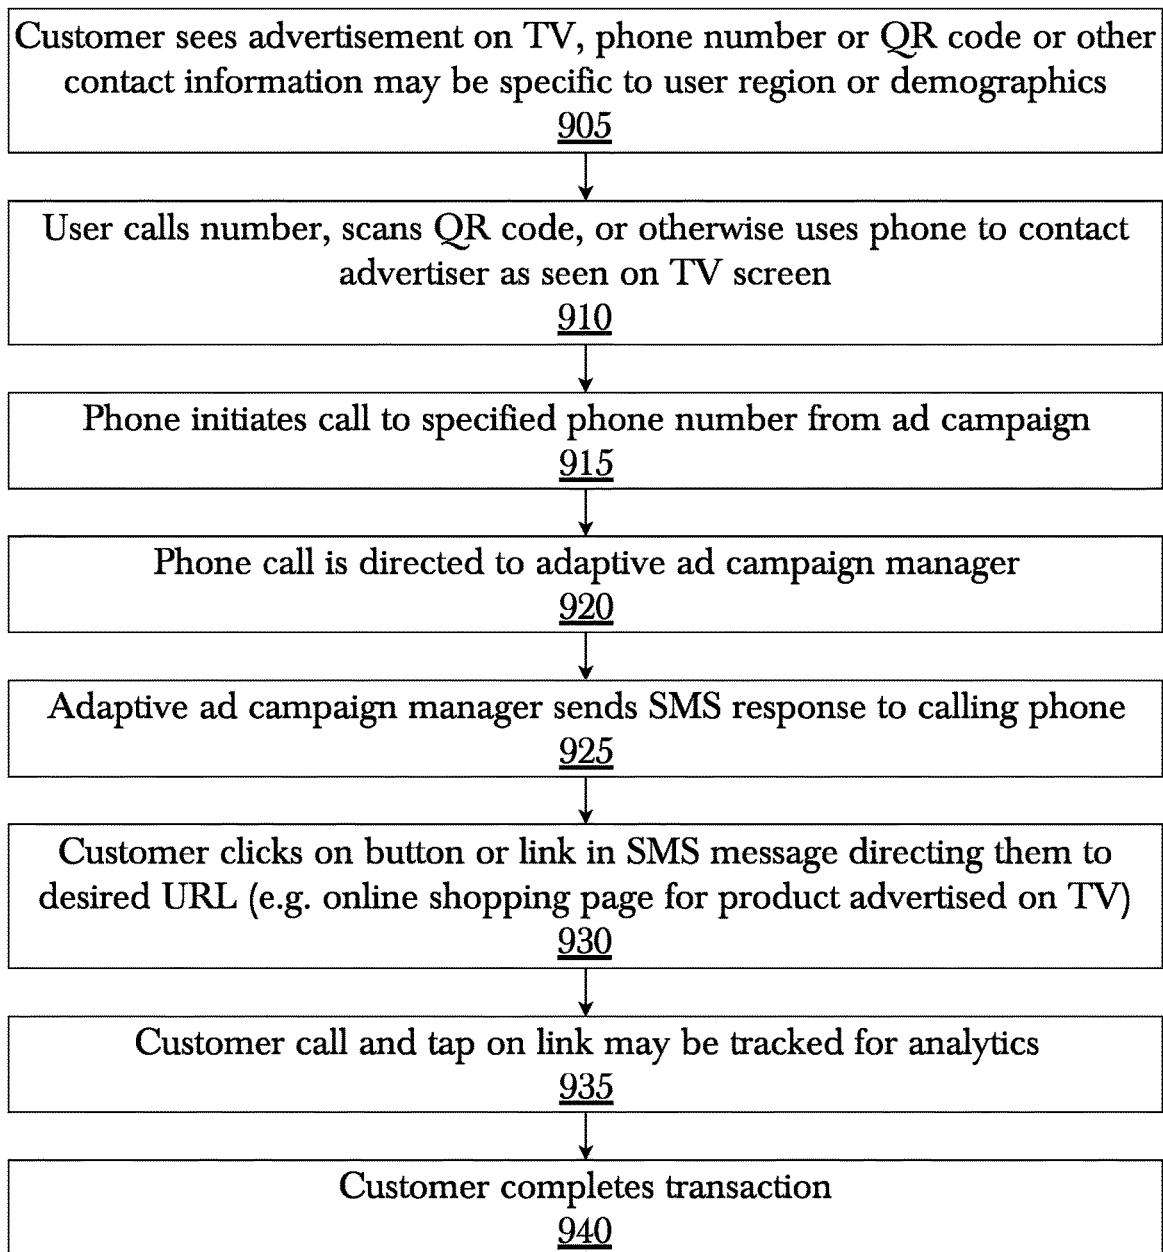 Customer sees advertisement on TV, phone number or QR code or other
contact information may be specific to user region or demographics
905
User calls number, scans QR code, or otherwise uses phone to contact
advertiser as seen on TV screen
910
Phone initiates call to specified phone number from ad campaign
915
Phone call is directed to adaptive ad campaign manager
920
Adaptive ad campaign manager sends SMS response to calling phone
925
Customer clicks on button or link in SMS message directing them to
desired URL (e.g. online shopping page for product advertised on TV)
930
Customer call and tap on link may be tracked for analytics
935
Customer completes transaction
940